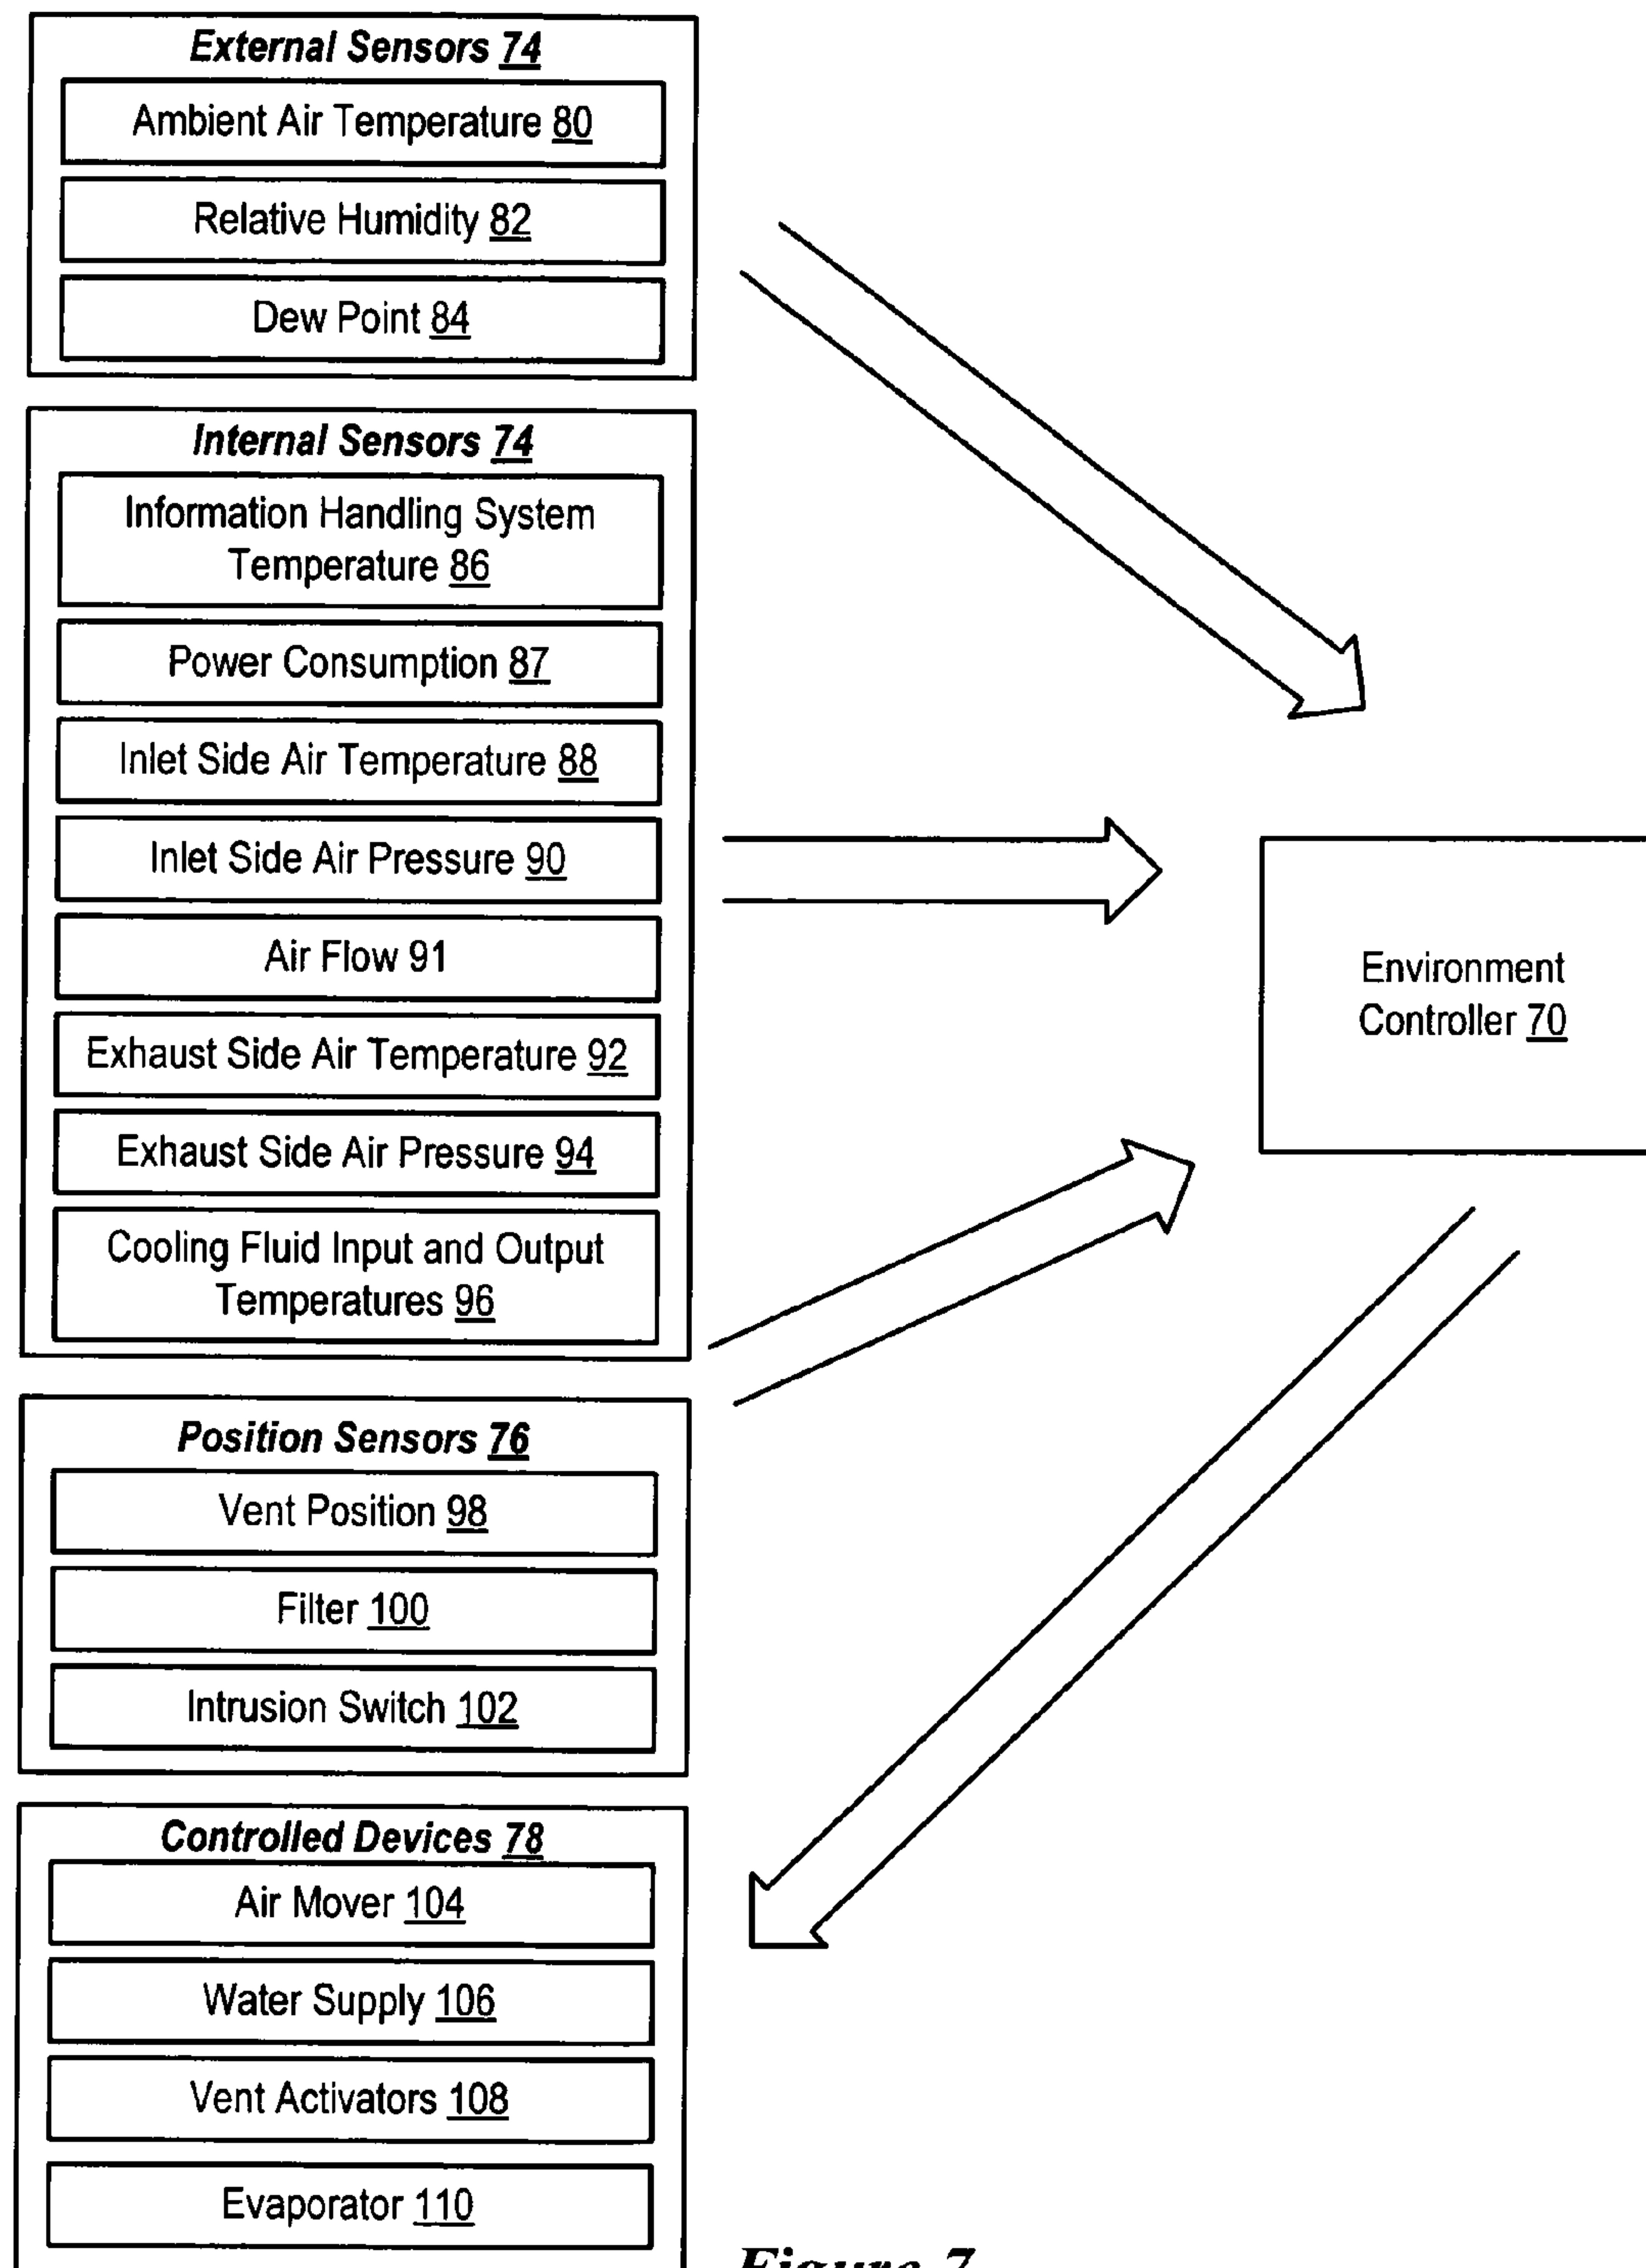 External Sensors 74
Ambient Air Temperature 80
Relative Humidity 82
Dew Point 84
Internal Sensors 74
Information Handling System
Temperature 86
Power Consumption 87
Inlet Side Air Temperature 88
Inlet Side Air Pressure 90
Air Flow 91
Exhaust Side Air Temperature 92
Exhaust Side Air Pressure 94
Cooling Fluid Input and Output
Temperatures 96
Position Sensors 76
Vent Position 98
Filter 100
Intrusion Switch 102
Controlled Devices 78
Air Mover 104
Water Supply 106
Vent Activators 108
Evaporator 110
Environment
Controller 70
Figure 7